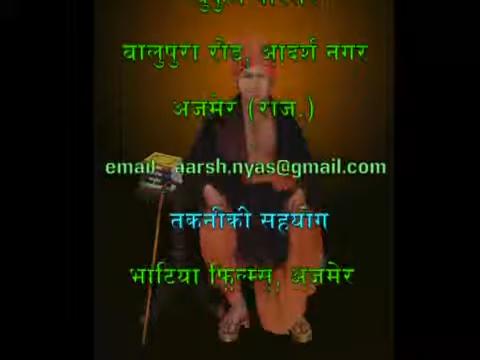 बालुपुरा रोड, आदर्श नगर
अजमेर (राज.)
email- aarsh.nyas@gmail.com
तकनीकी सहयोग
भाटिया फिल्म्स्, अजमेर